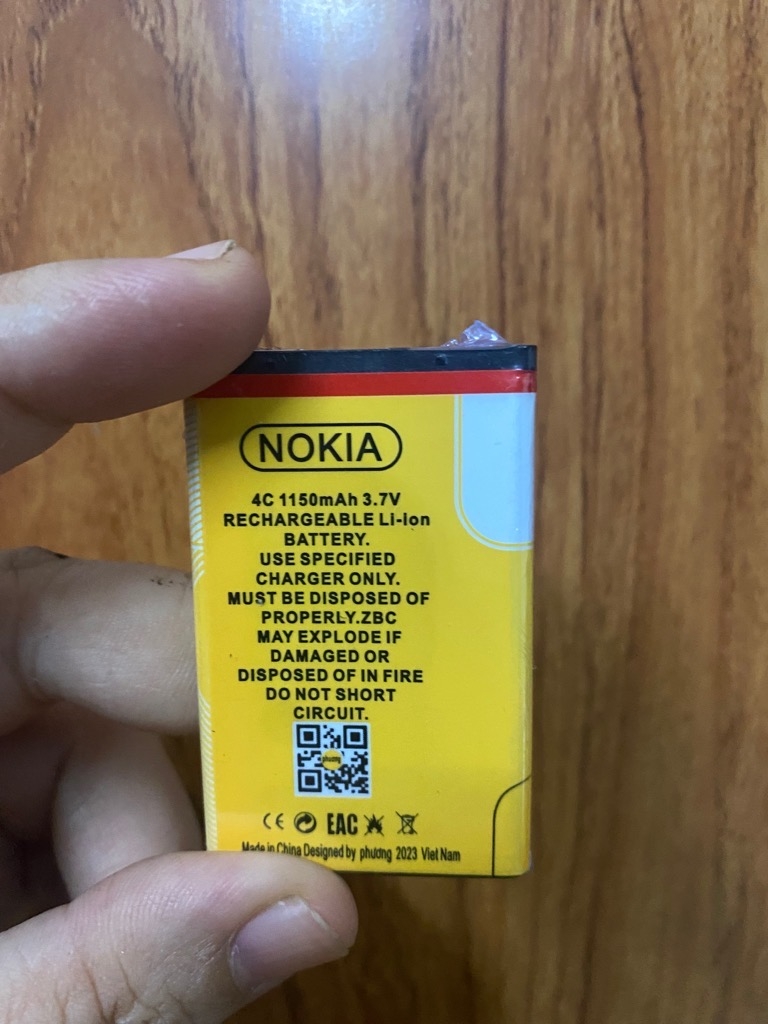 NOKIA
4C 1150mAh 3.7V
RECHARGEABLE Li-Ion
BATTERY.
USE SPECIFIED
CHARGER ONLY.
MUST BE DISPOSED OF
PROPERLY.ZBC
MAY EXPLODE IF
DAMAGED OR
DISPOSED OF IN FIRE
DO NOT SHORT
CIRCUIT.
phương
CE EAC
Made in China Designed by phương 2023 Viet Nam